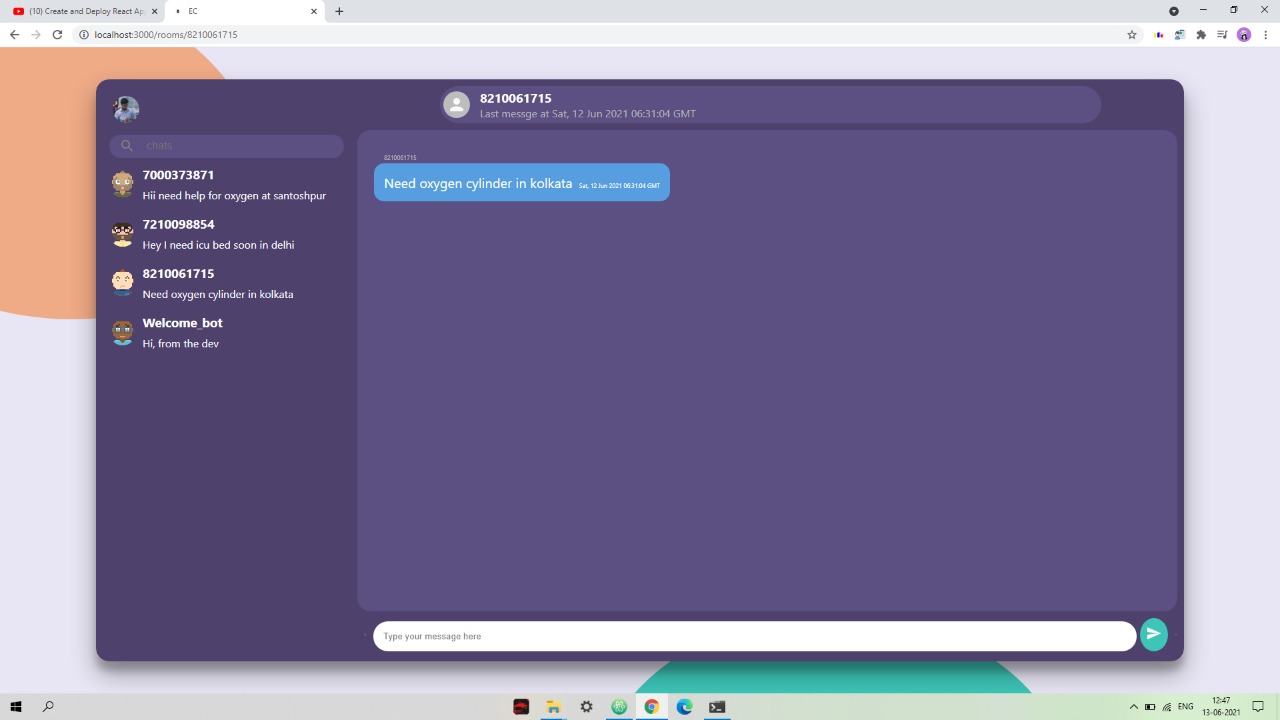 (10) Create and Deploy React Ap
EC
localhost:3000/rooms/8210061715
8210061715
Last messge at Sat, 12 Jun 2021 06:31:04 GMT
chats
7000373871
Hii need help for oxygen at santoshpur
7210098854
Hey I need icu bed soon in delhi
8210061715
Need oxygen cylinder in kolkata
Welcome_bot
Hi, from the dev
8210061715
Need oxygen cylinder in kolkata Sat, 12 Jun 2021 06:31:04 GMT
Type your message here
ENG
12:47
13-06-2021